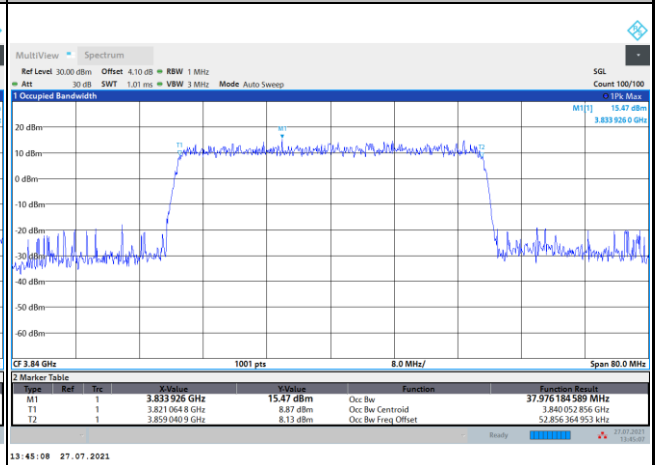 MultiView Spectrum
Ref Level 30.00 dBm Offset 4.10 dB RBW 1 MHz SGL
Att 30 dB SWT 1.01 ms VBW 3 MHz Mode Auto Sweep Count 100/100
1 Occupied Bandwidth 1Pk Max
M1[1] 15.47 dBm
3.833 926 0 GHz
20 dBm
M1
T1
T2
10 dBm
0 dBm
-10 dBm
-20 dBm
-30 dBm
-40 dBm
-50 dBm
-60 dBm
CF 3.84 GHz 1001 pts 8.0 MHz/ Span 80.0 MHz
2 Marker Table
Type Ref Trc X-Value Y-Value Function Function Result
M1 1 3.833 926 GHz 15.47 dBm Occ Bw 37.976 184 589 MHz
T1 1 3.821 064 8 GHz 8.87 dBm Occ Bw Centroid 3.840 052 856 GHz
T2 1 3.859 040 9 GHz 8.13 dBm Occ Bw Freq Offset 52.856 364 953 kHz
Ready 27.07.2021
13:45:07
13:45:08 27.07.2021